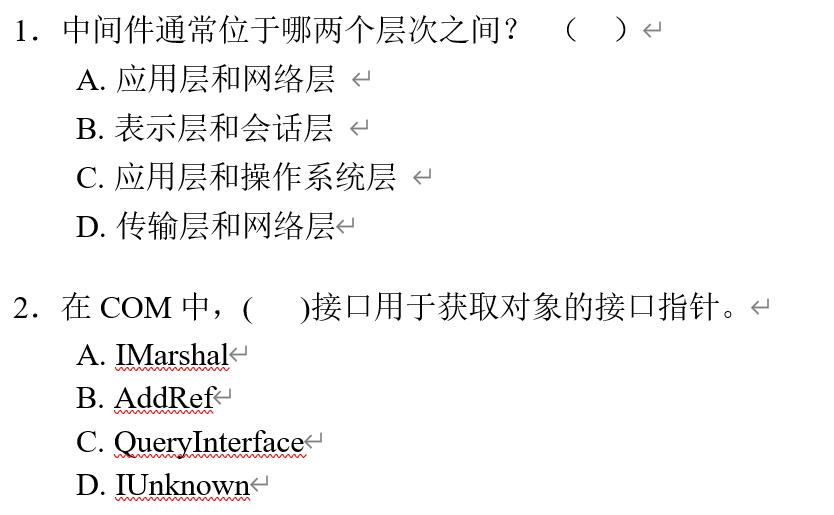 1. 中间件通常位于哪两个层次之间? ( )
A. 应用层和网络层
B. 表示层和会话层
C. 应用层和操作系统层
D. 传输层和网络层
2. 在 COM 中，( )接口用于获取对象的接口指针。
A. IMarshal
B. AddRef
C. QueryInterface
D. IUnknown